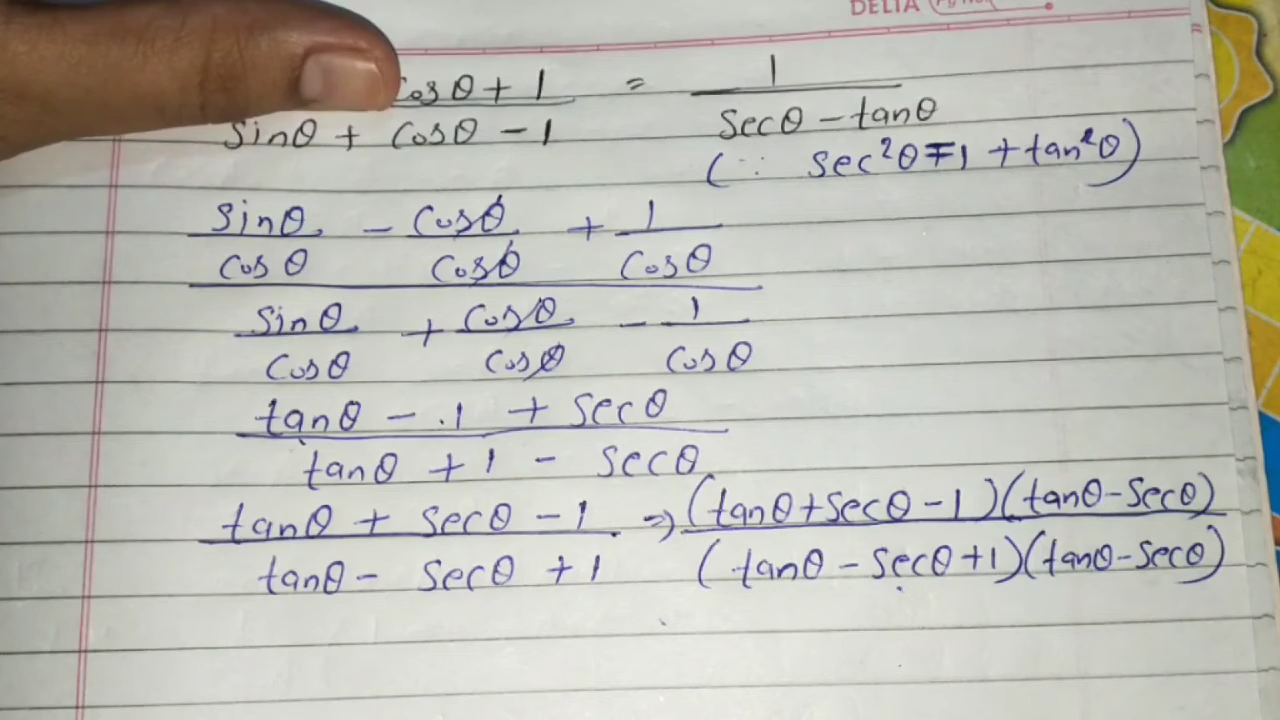 DELTA
cosθ + 1 = 1
sinθ + cosθ - 1 secθ - tanθ
(∵ sec²θ = 1 + tan²θ)
sinθ - cosθ + 1
cosθ cosθ cosθ
sinθ + cosθ - 1
cosθ cosθ cosθ
tanθ - 1 + secθ
tanθ + 1 - secθ
tanθ + secθ - 1 ⇒ (tanθ + secθ - 1)(tanθ - secθ)
tanθ - secθ + 1 (tanθ - secθ + 1)(tanθ - secθ)